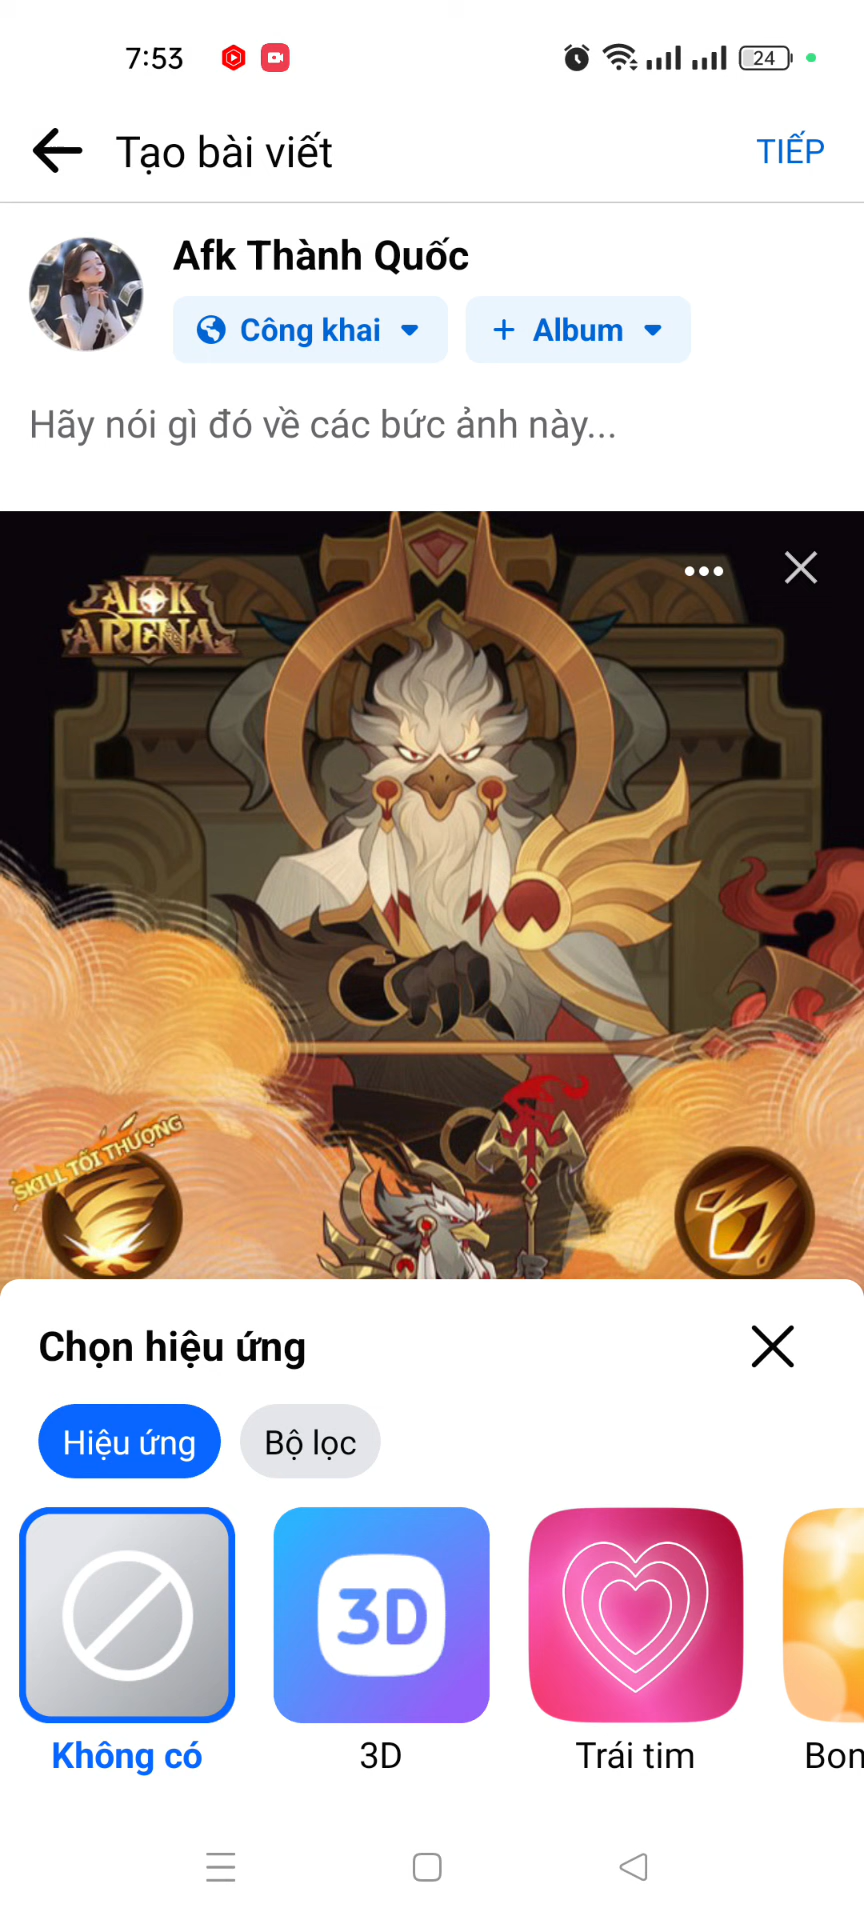 7:53
24
Tạo bài viết
TIẾP
Afk Thành Quốc
Công khai
+ Album
Hãy nói gì đó về các bức ảnh này...
AFK
ARENA
SKILL TỐI THƯỢNG
Chọn hiệu ứng
Hiệu ứng
Bộ lọc
3D
Không có
3D
Trái tim
Bon